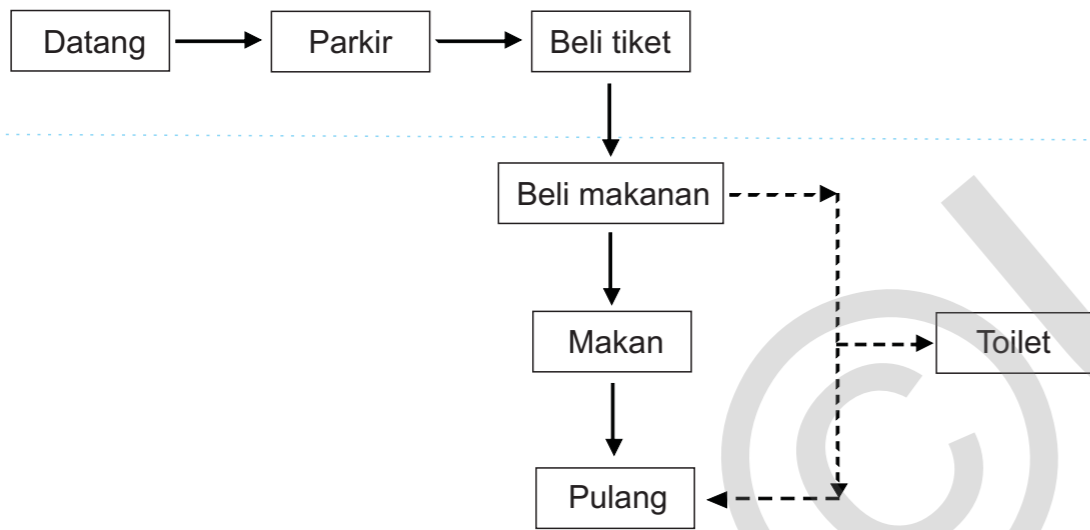 Datang
Parkir
Beli tiket
Beli makanan
Makan
Toilet
Pulang